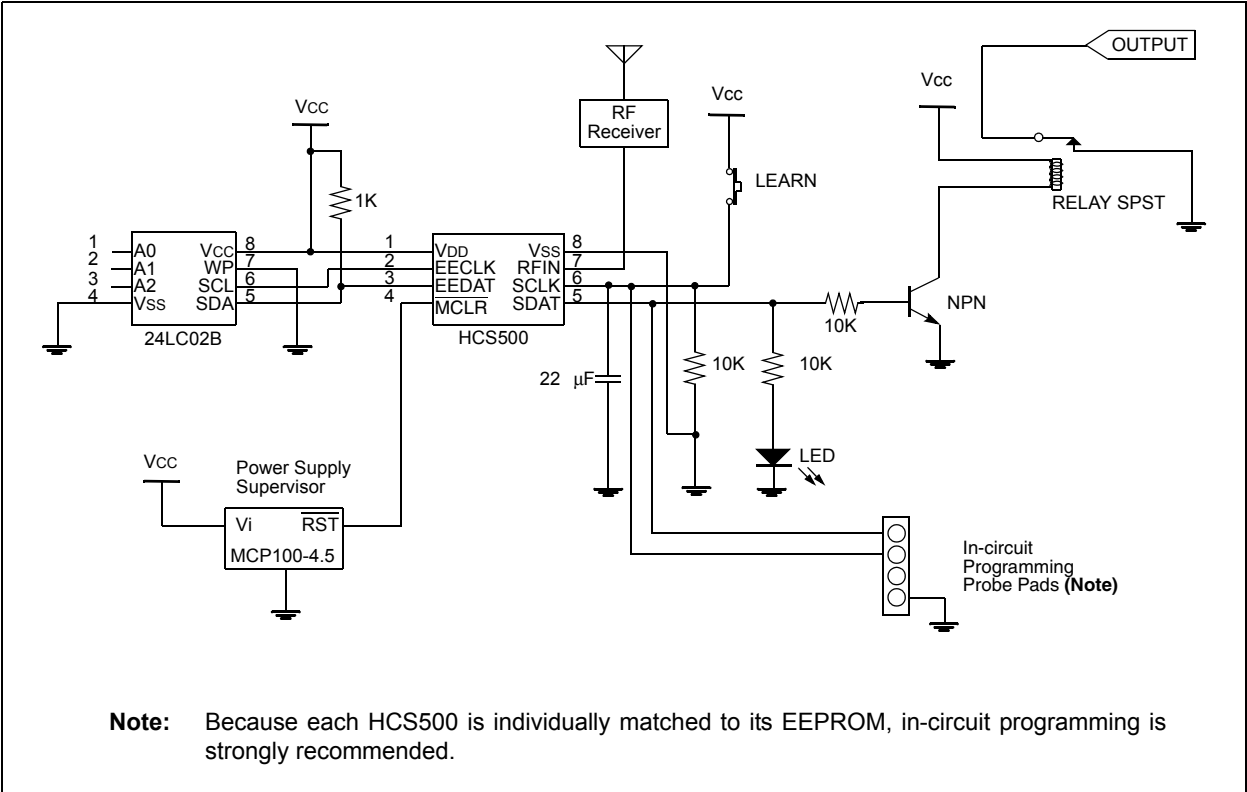 OUTPUT
Vcc
RF
Receiver
Vcc
VCC
LEARN
1K
RELAY SPST
1 A0 VCC 8
2 A1 WP 7
3 A2 SCL 6
4 VSS SDA 5
24LC02B
1 VDD VSS 8
2 EECLK RFIN 7
3 EEDAT SCLK 6
4 MCLR SDAT 5
HCS500
10K
NPN
22 μF
10K
10K
LED
VCC
Power Supply
Supervisor
Vi RST
MCP100-4.5
In-circuit
Programming
Probe Pads (Note)
Note: Because each HCS500 is individually matched to its EEPROM, in-circuit programming is
strongly recommended.